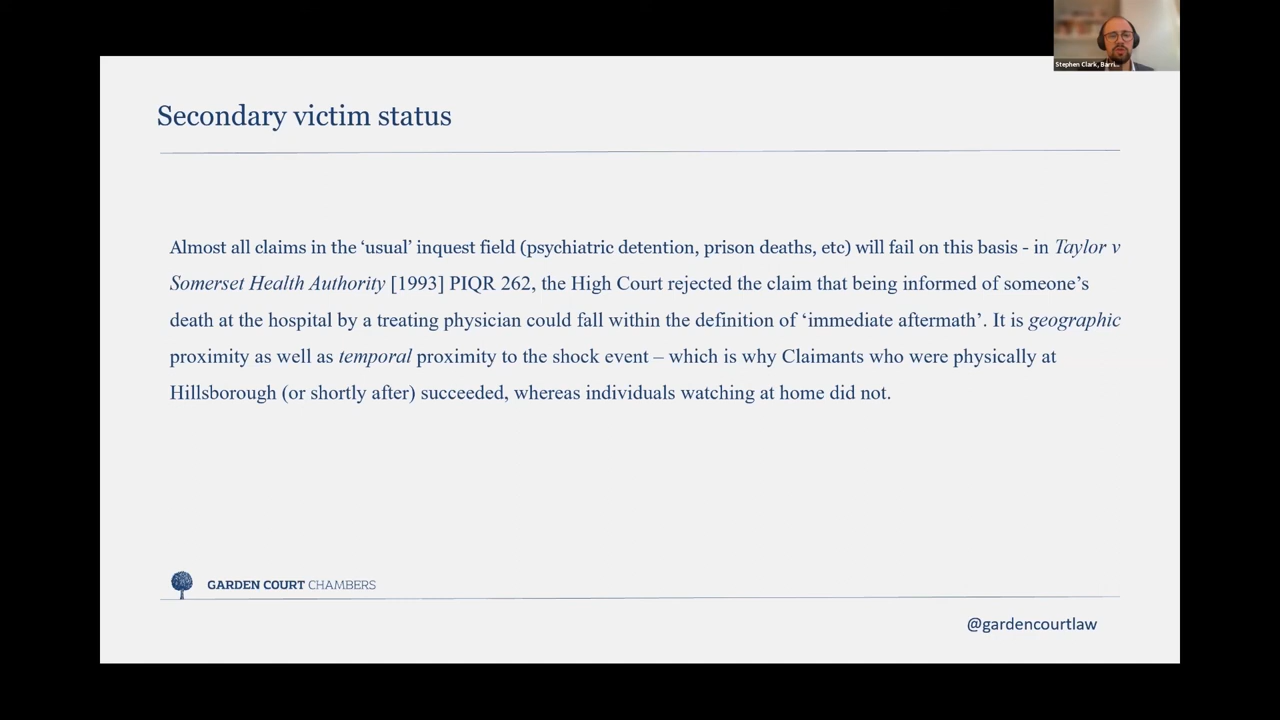 Stephen Clark, Barri...
Secondary victim status
Almost all claims in the ‘usual’ inquest field (psychiatric detention, prison deaths, etc) will fail on this basis - in Taylor v
Somerset Health Authority [1993] PIQR 262, the High Court rejected the claim that being informed of someone’s
death at the hospital by a treating physician could fall within the definition of ‘immediate aftermath’. It is geographic
proximity as well as temporal proximity to the shock event – which is why Claimants who were physically at
Hillsborough (or shortly after) succeeded, whereas individuals watching at home did not.
GARDEN COURT CHAMBERS
@gardencourtlaw